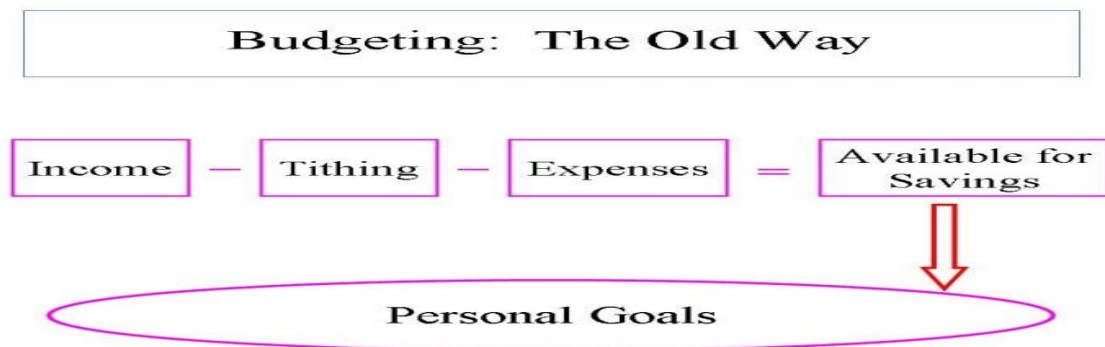 Budgeting: The Old Way
Income — Tithing — Expenses = Available for
Savings
Personal Goals